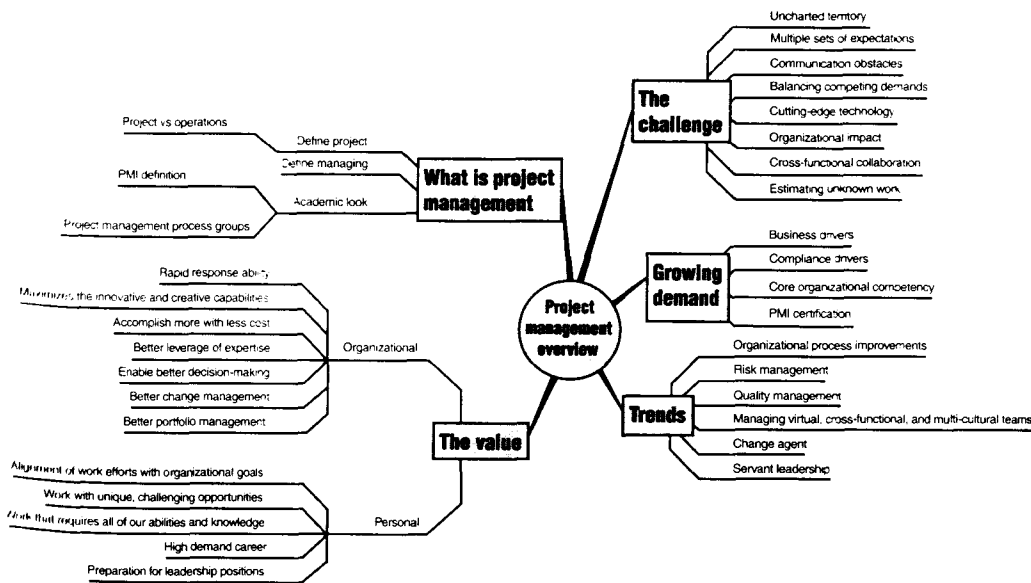 Project
management
overview
The
challenge
Uncharted territory
Multiple sets of expectations
Communication obstacles
Balancing competing demands
Cutting-edge technology
Organizational impact
Cross-functional collaboration
Estimating unknown work
Growing
demand
Business drivers
Compliance drivers
Core organizational competency
PMI certification
Trends
Organizational process improvements
Risk management
Quality management
Managing virtual, cross-functional, and multi-cultural teams
Change agent
Servant leadership
What is project
management
Define project
Project vs operations
Define managing
Academic look
PMI definition
Project management process groups
The value
Organizational
Rapid response ability
Maximizes the innovative and creative capabilities
Accomplish more with less cost
Better leverage of expertise
Enable better decision-making
Better change management
Better portfolio management
Personal
Alignment of work efforts with organizational goals
Work with unique, challenging opportunities
Work that requires all of our abilities and knowledge
High demand career
Preparation for leadership positions